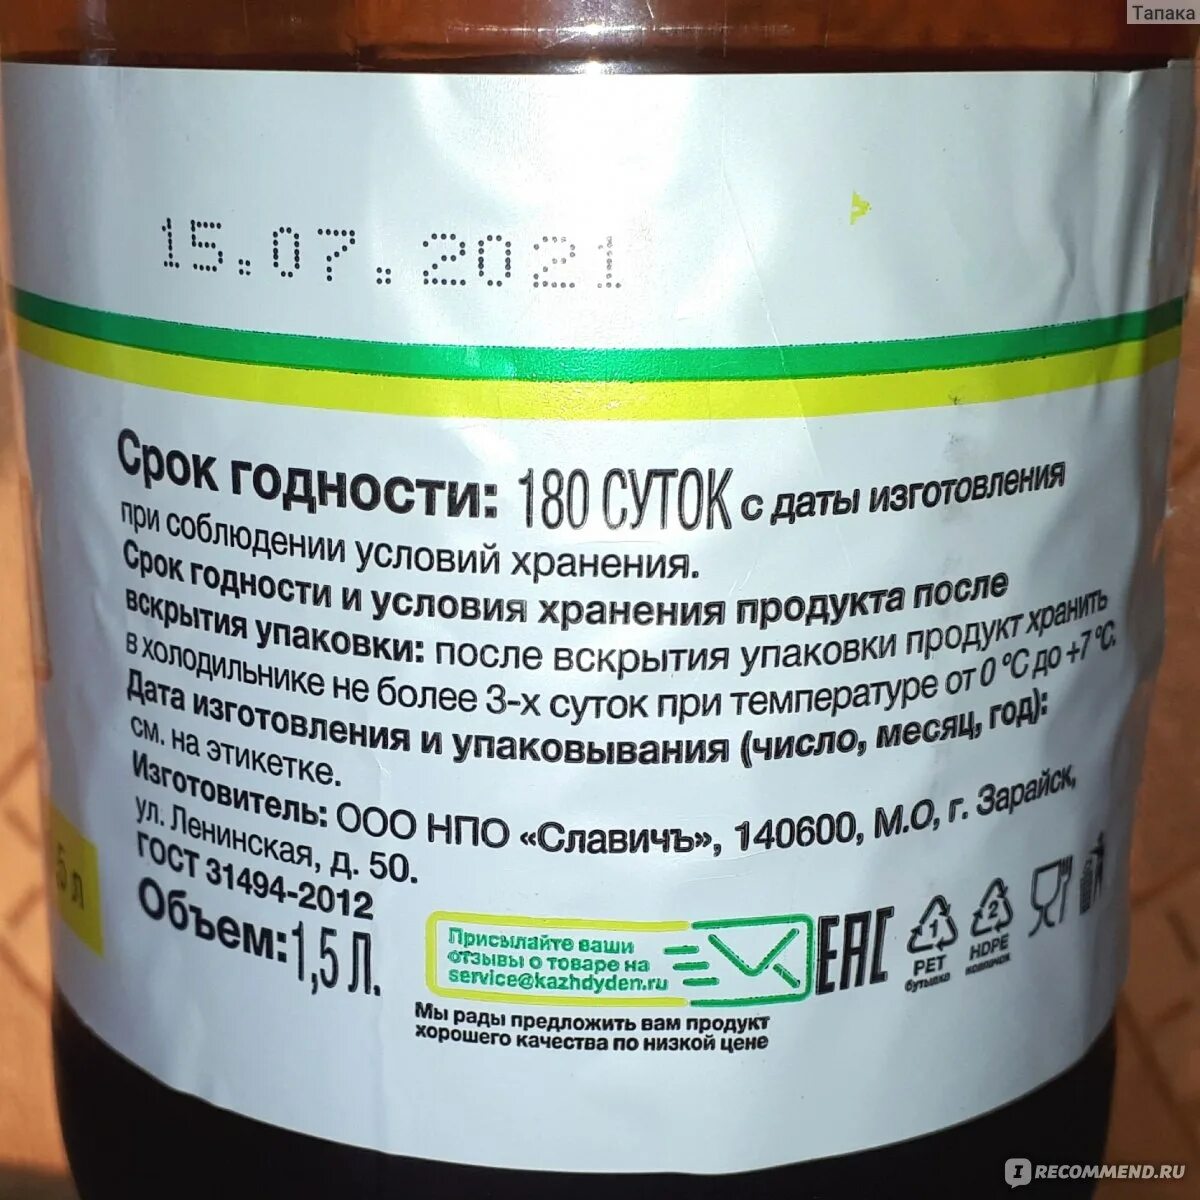 Тапака
15.07.2021
Срок годности: 180 СУТОК с даты изготовления
при соблюдении условий хранения.
Срок годности и условия хранения продукта после
вскрытия упаковки: после вскрытия упаковки продукт хранить
в холодильнике не более 3-х суток при температуре от 0 °С до +7 °С.
Дата изготовления и упаковывания (число, месяц, год):
см. на этикетке.
Изготовитель: ООО НПО «Славичъ», 140600, М.О, г. Зарайск,
ул. Ленинская, д. 50.
ГОСТ 31494-2012
5 л
Объем: 1,5 Л.
Присылайте ваши
отзывы о товаре на
service@kazhdyden.ru
Мы рады предложить вам продукт
хорошего качества по низкой цене
EAC
1
PET
бутылка
2
HDPE
колпачок
IRECOMMEND.RU